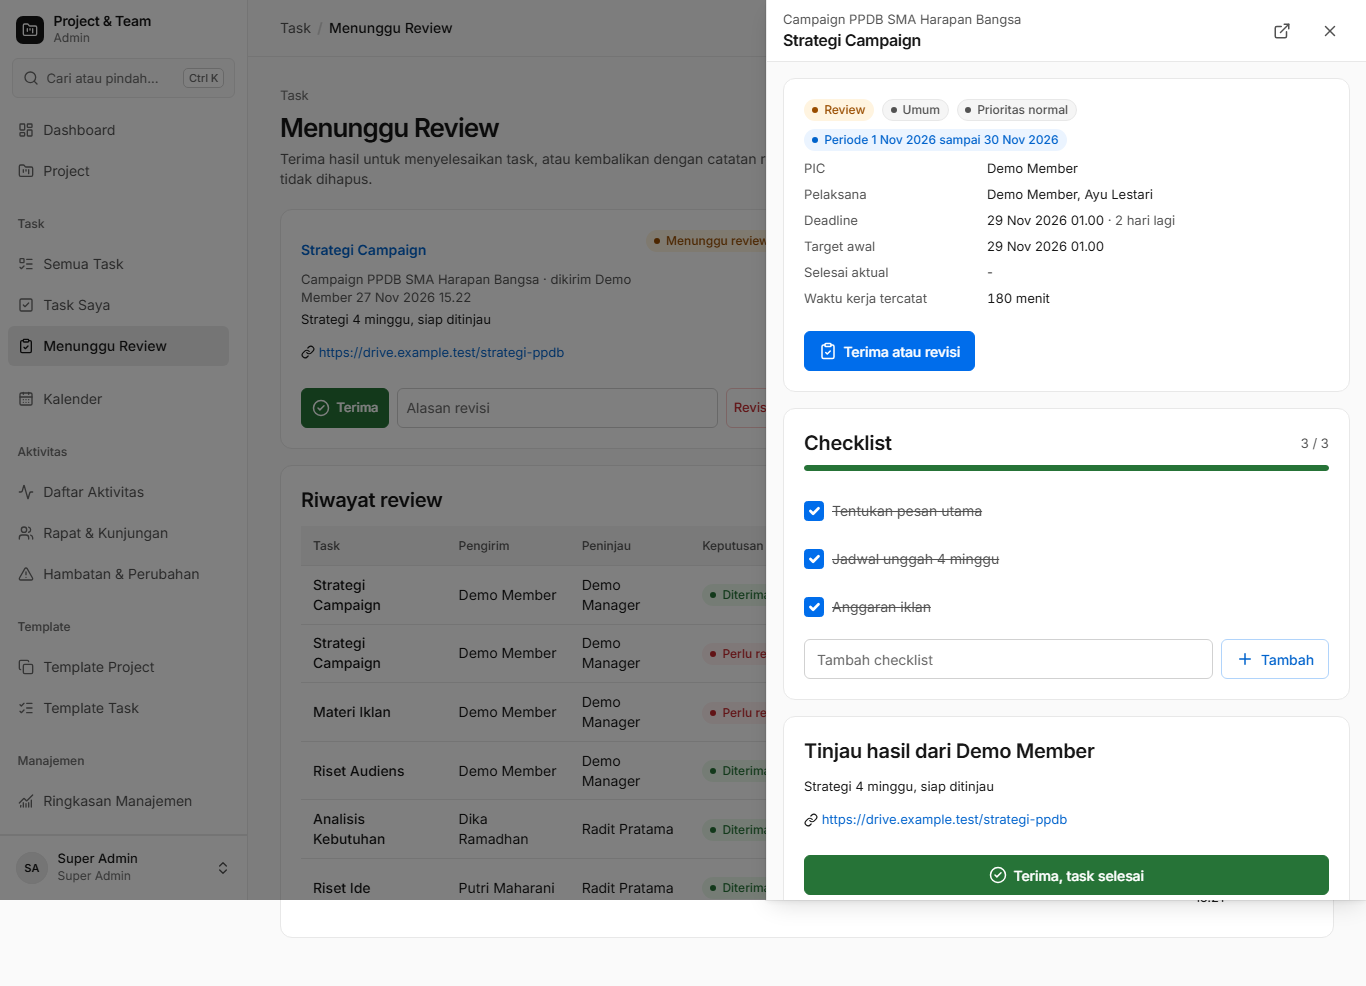 Project & Team
Admin
Cari atau pindah...
Ctrl K
Dashboard
Project
Task
Semua Task
Task Saya
Menunggu Review
Kalender
Aktivitas
Daftar Aktivitas
Rapat & Kunjungan
Hambatan & Perubahan
Template
Template Project
Template Task
Manajemen
Ringkasan Manajemen
SA
Super Admin
Super Admin
Task / Menunggu Review
Task
Menunggu Review
Terima hasil untuk menyelesaikan task, atau kembalikan dengan catatan
tidak dihapus.
Strategi Campaign
Menunggu review
Campaign PPDB SMA Harapan Bangsa · dikirim Demo
Member 27 Nov 2026 15.22
Strategi 4 minggu, siap ditinjau
https://drive.example.test/strategi-ppdb
Terima
Alasan revisi
Revis
Riwayat review
Task Pengirim Peninjau Keputusan
Strategi Campaign Demo Member Demo Manager Diterima
Strategi Campaign Demo Member Demo Manager Perlu re
Materi Iklan Demo Member Demo Manager Perlu re
Riset Audiens Demo Member Demo Manager Diterima
Analisis Kebutuhan Dika Ramadhan Radit Pratama Diterima
Riset Ide Putri Maharani Radit Pratama Diterima
Campaign PPDB SMA Harapan Bangsa
Strategi Campaign
Review
Umum
Prioritas normal
Periode 1 Nov 2026 sampai 30 Nov 2026
PIC Demo Member
Pelaksana Demo Member, Ayu Lestari
Deadline 29 Nov 2026 01.00 · 2 hari lagi
Target awal 29 Nov 2026 01.00
Selesai aktual -
Waktu kerja tercatat 180 menit
Terima atau revisi
Checklist
3 / 3
Tentukan pesan utama
Jadwal unggah 4 minggu
Anggaran iklan
Tambah checklist
Tambah
Tinjau hasil dari Demo Member
Strategi 4 minggu, siap ditinjau
https://drive.example.test/strategi-ppdb
Terima, task selesai